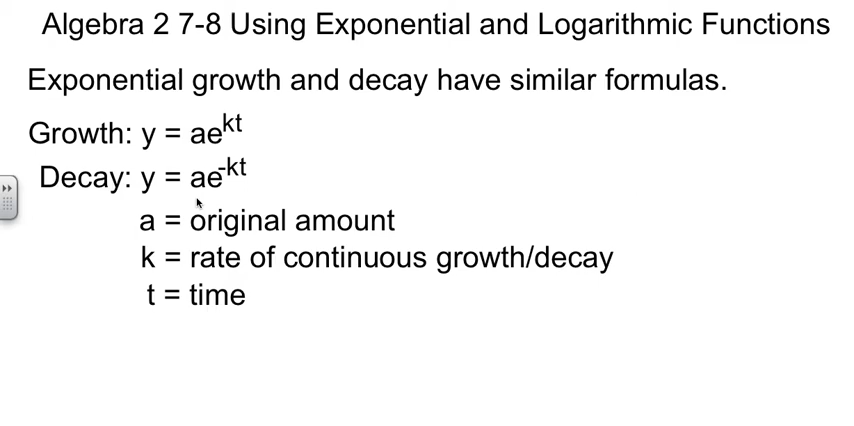 Algebra 2 7-8 Using Exponential and Logarithmic Functions
Exponential growth and decay have similar formulas.
Growth: y = ae^kt
Decay: y = ae^-kt
a = original amount
k = rate of continuous growth/decay
t = time